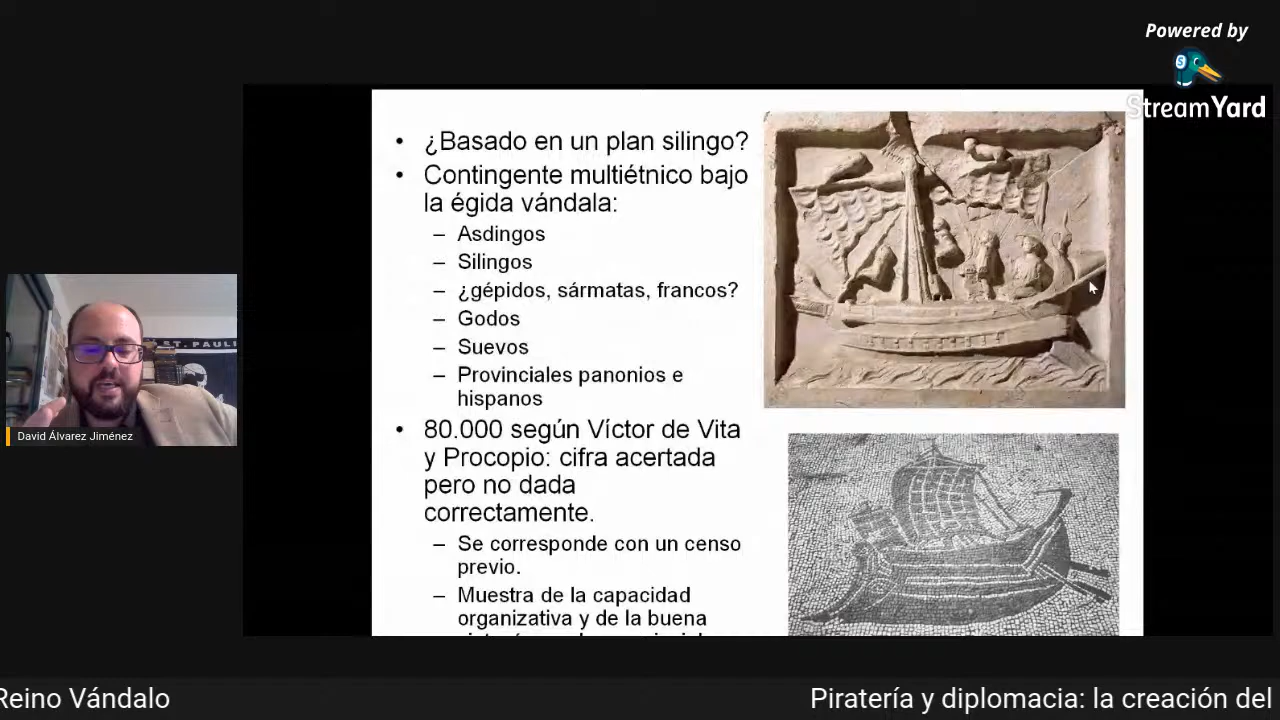 Powered by
StreamYard
• ¿Basado en un plan silingo?
• Contingente multiétnico bajo
la égida vándala:
– Asdingos
– Silingos
– ¿gépidos, sármatas, francos?
– Godos
– Suevos
– Provinciales panonios e
hispanos
• 80.000 según Víctor de Vita
y Procopio: cifra acertada
pero no dada
correctamente.
– Se corresponde con un censo
previo.
– Muestra de la capacidad
organizativa y de la buena
ST. PAULI
David Álvarez Jiménez
Reino Vándalo
Piratería y diplomacia: la creación del